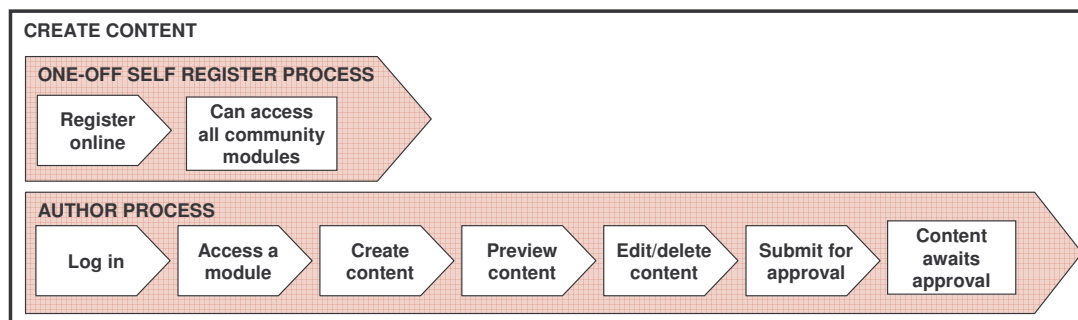 CREATE CONTENT
ONE-OFF SELF REGISTER PROCESS
Register
online
Can access
all community
modules
AUTHOR PROCESS
Log in
Access a
module
Create
content
Preview
content
Edit/delete
content
Submit for
approval
Content
awaits
approval